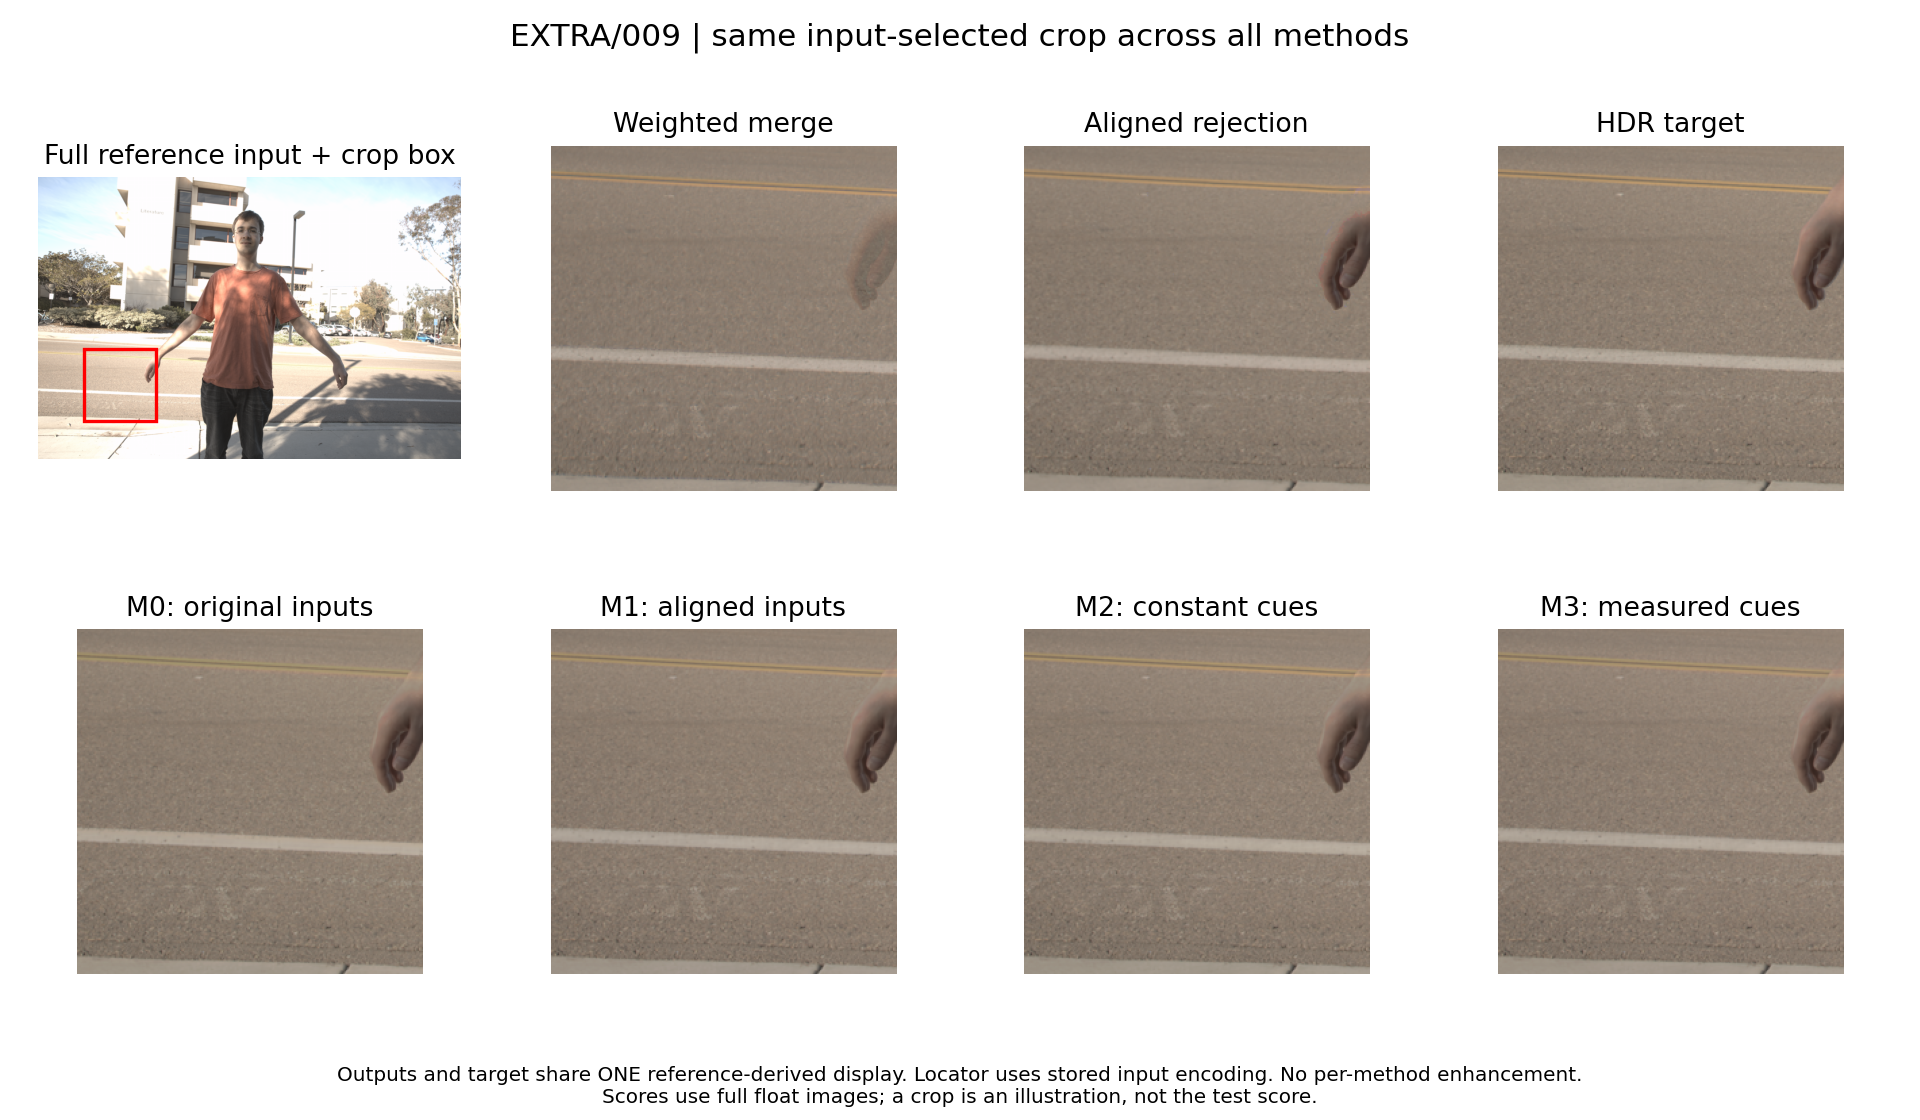 EXTRA/009 | same input-selected crop across all methods
Full reference input + crop box
Weighted merge
Aligned rejection
HDR target
M0: original inputs
M1: aligned inputs
M2: constant cues
M3: measured cues
Outputs and target share ONE reference-derived display. Locator uses stored input encoding. No per-method enhancement.
Scores use full float images; a crop is an illustration, not the test score.